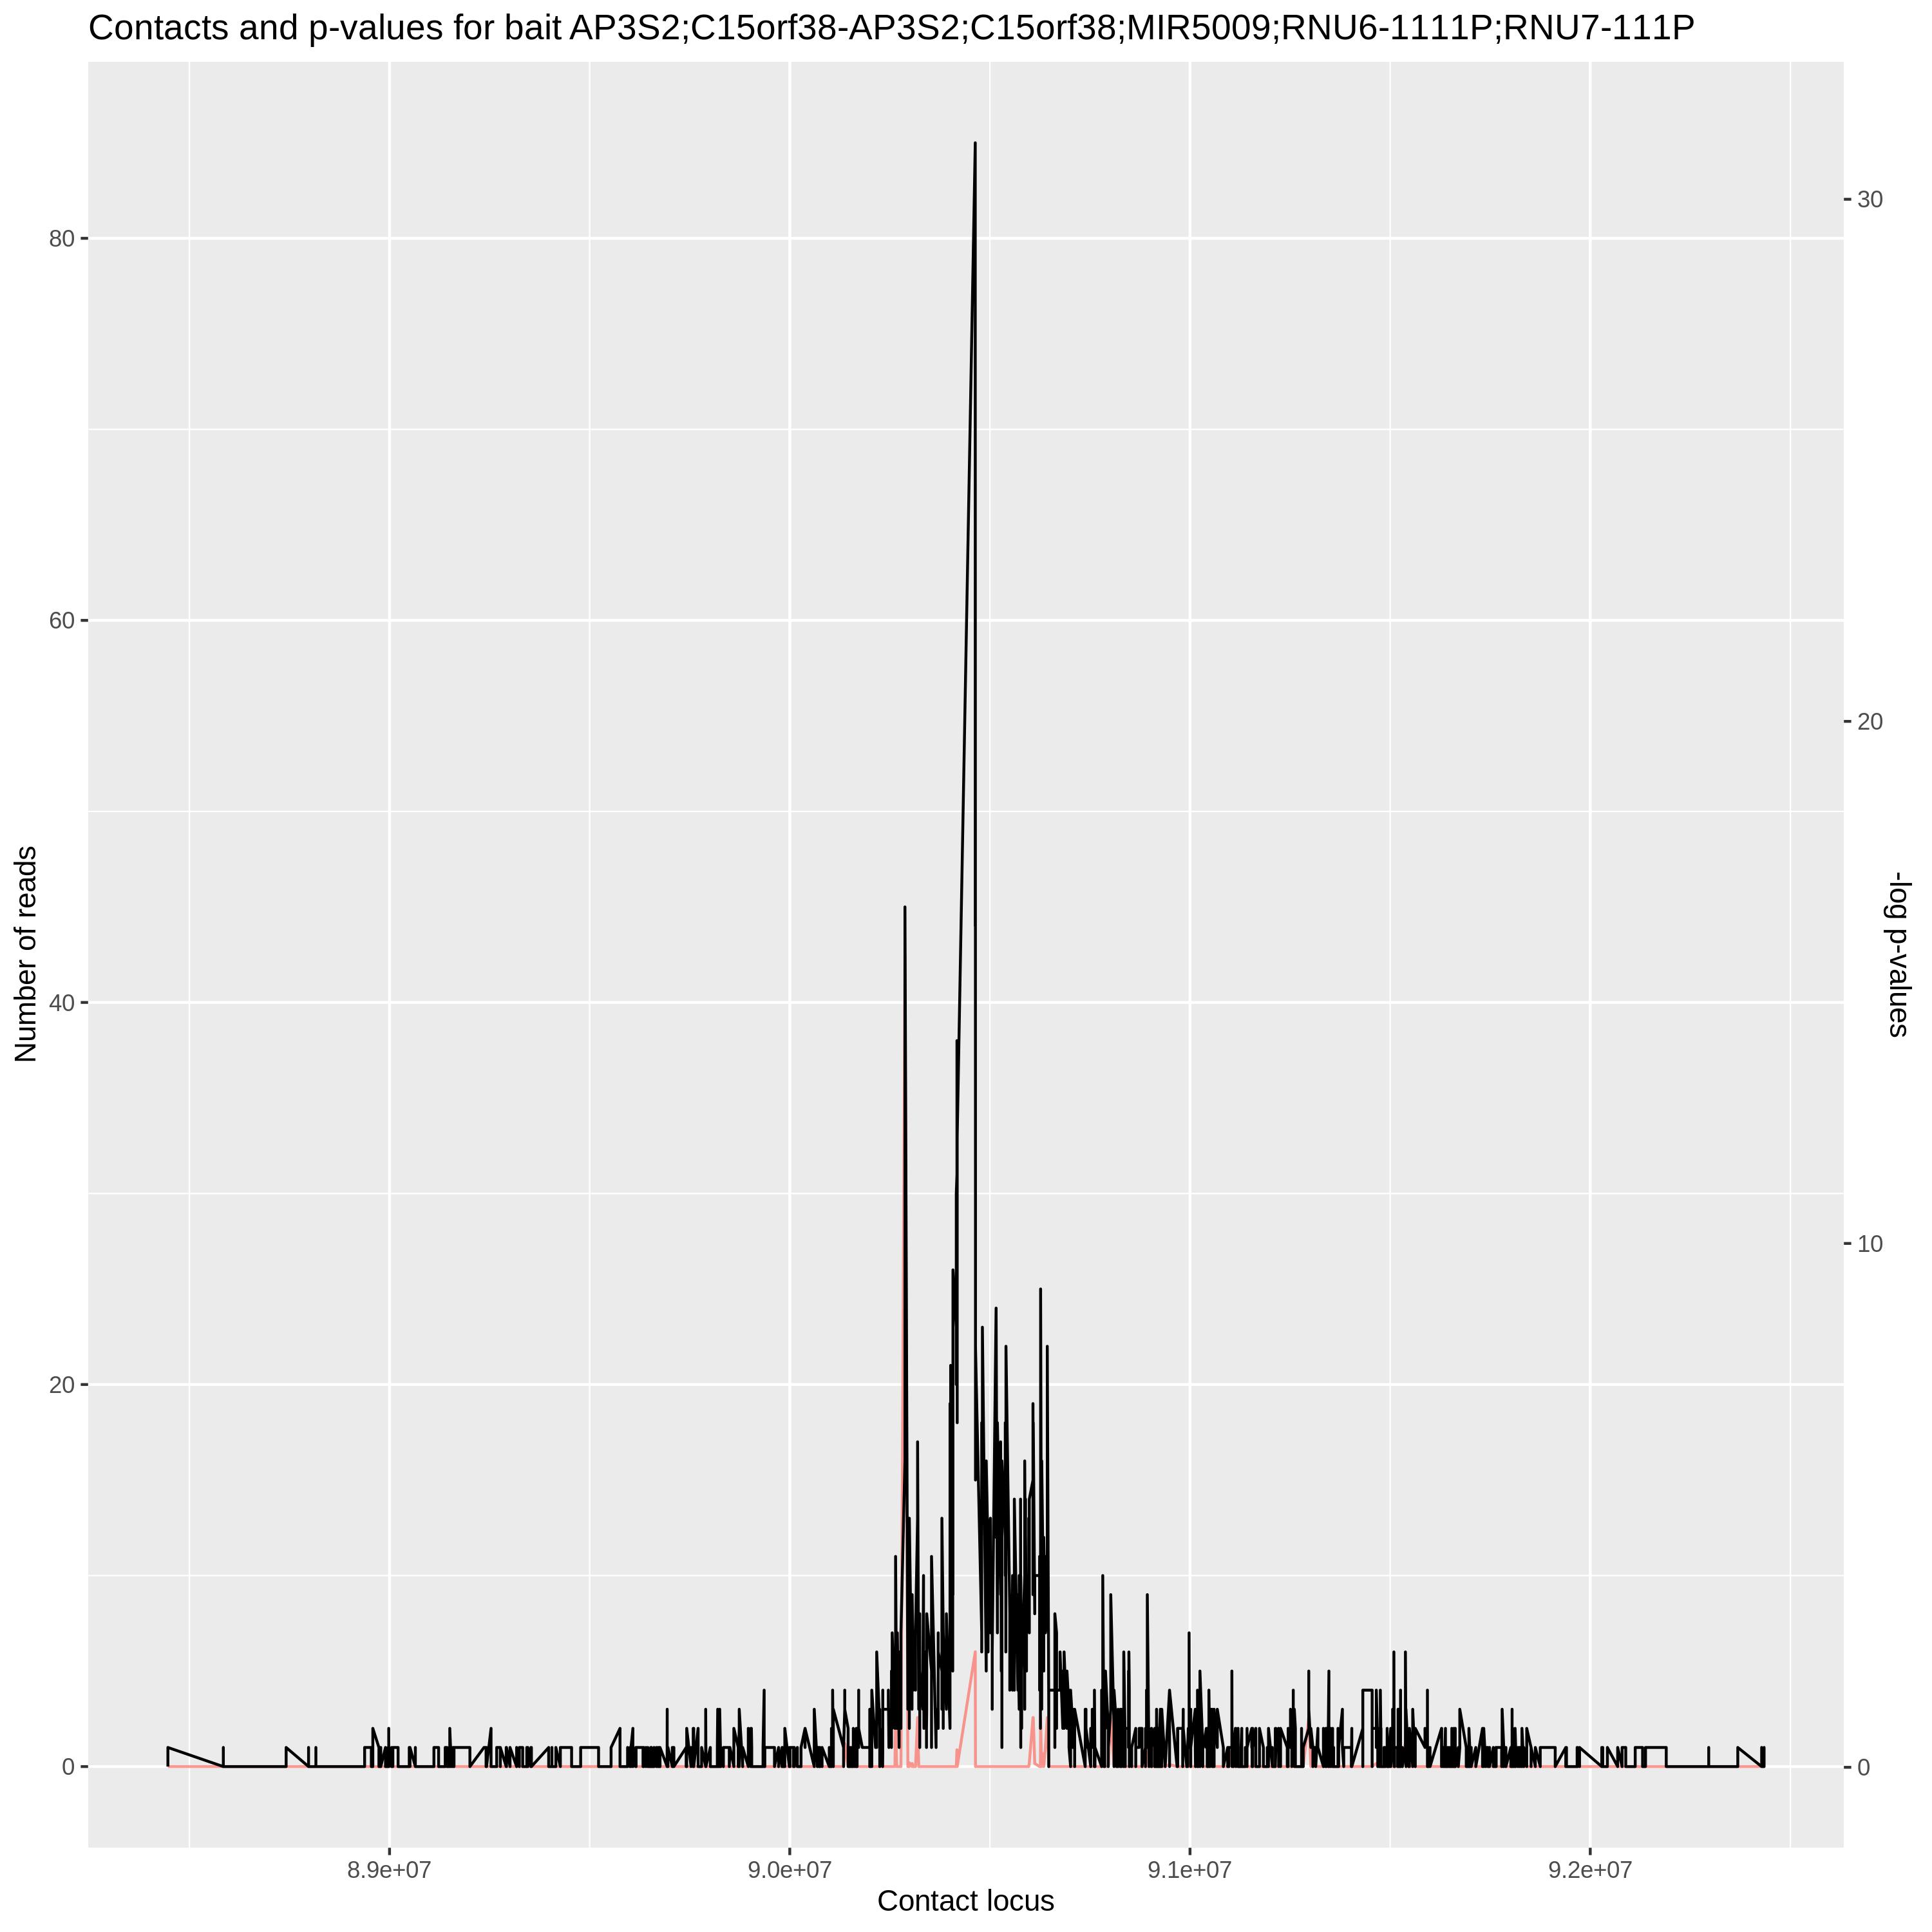 Contacts and p-values for bait AP3S2;C15orf38-AP3S2;C15orf38;MIR5009;RNU6-1111P;RNU7-111P
80
60
40
20
0
Number of reads
30
20
10
0
-log p-values
8.9e+07
9.0e+07
9.1e+07
9.2e+07
Contact locus